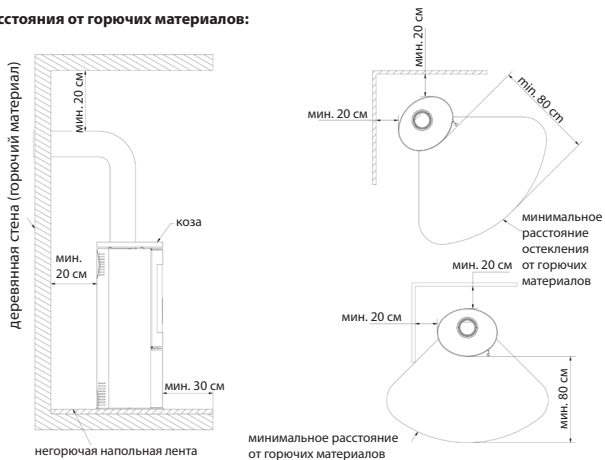 сстояния от горючих материалов:
деревянная стена (горючий материал)
мин. 20 см
коза
мин.
20 см
мин. 30 см
негорючая напольная лента
мин. 20 см
мин. 20 см
min. 80 cm
минимальное
расстояние
остекления
от горючих
материалов
мин. 20 см
мин. 20 см
мин. 80 см
минимальное расстояние
от горючих материалов